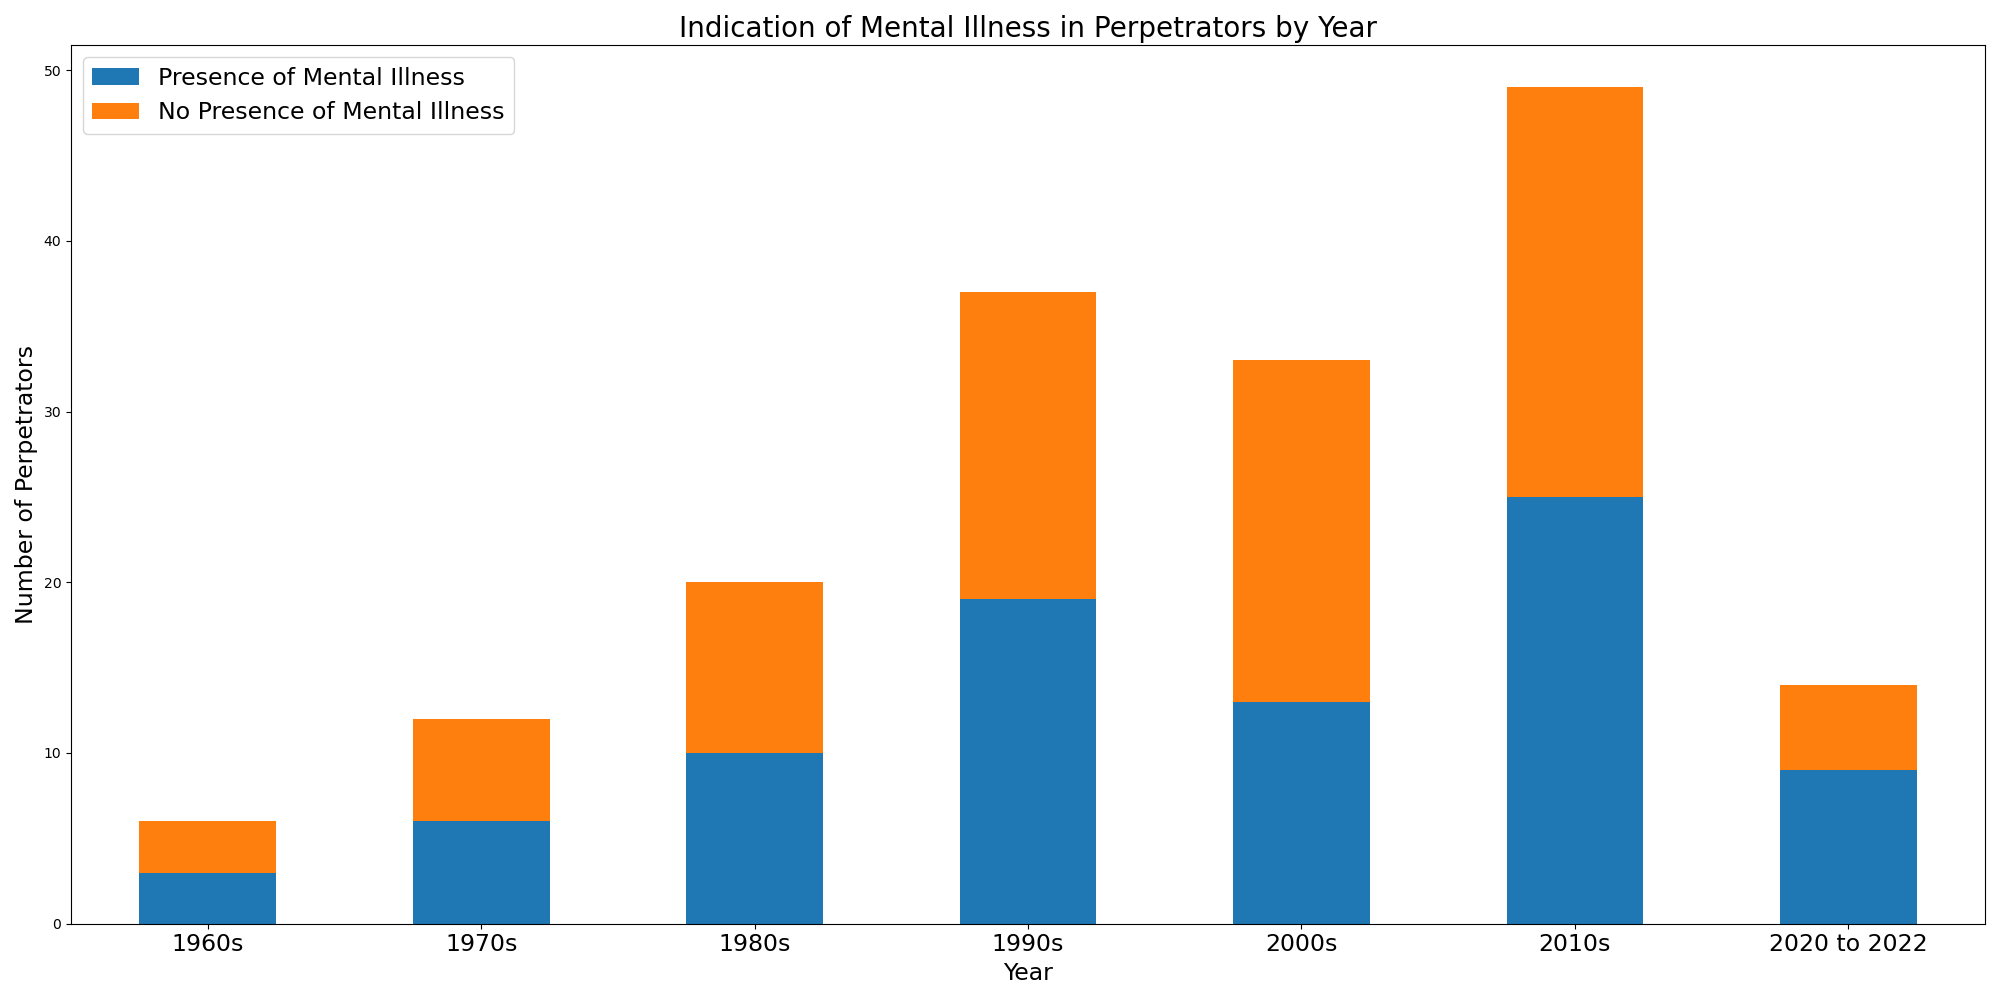 Indication of Mental Illness in Perpetrators by Year
Presence of Mental Illness
No Presence of Mental Illness
Number of Perpetrators
50
40
30
20
10
0
1960s 1970s 1980s 1990s 2000s 2010s 2020 to 2022
Year